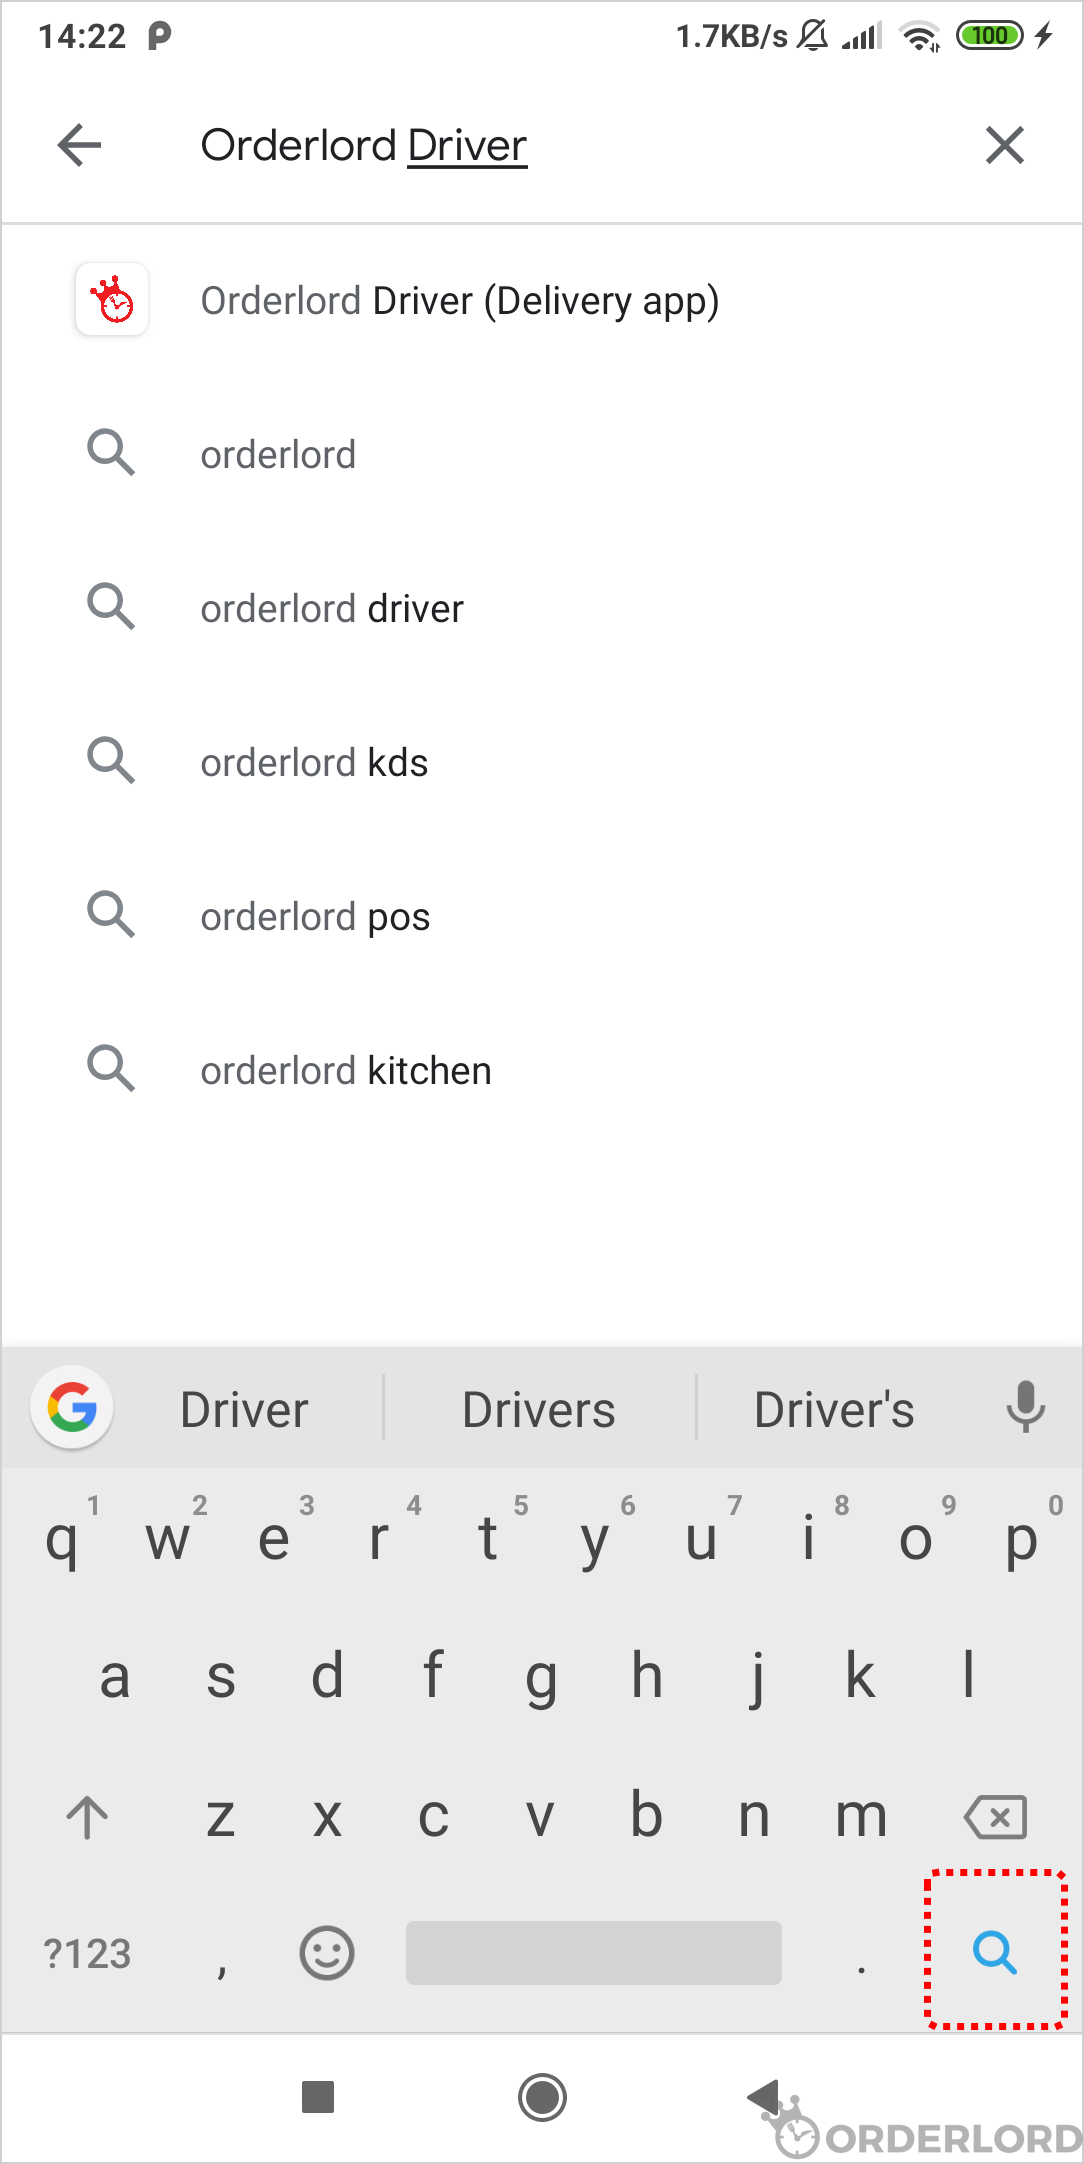 14:22 1.7KB/s 100
Orderlord Driver
Orderlord Driver (Delivery app)
orderlord
orderlord driver
orderlord kds
orderlord pos
orderlord kitchen
G Driver Drivers Driver's
1 2 3 4 5 6 7 8 9 0
q w e r t y u i o p
a s d f g h j k l
z x c v b n m
?123 , .
ORDERLORD